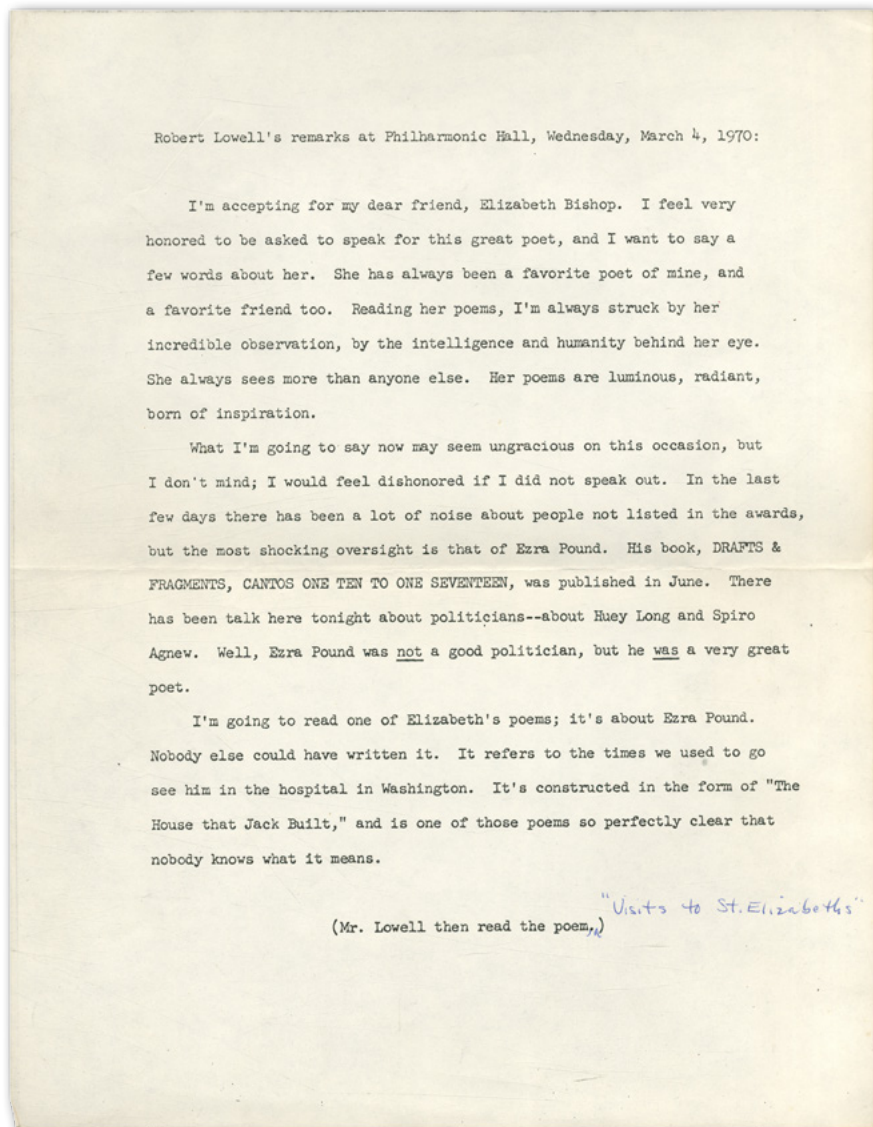 Robert Lowell's remarks at Philharmonic Hall, Wednesday, March 4, 1970:
I'm accepting for my dear friend, Elizabeth Bishop. I feel very
honored to be asked to speak for this great poet, and I want to say a
few words about her. She has always been a favorite poet of mine, and
a favorite friend too. Reading her poems, I'm always struck by her
incredible observation, by the intelligence and humanity behind her eye.
She always sees more than anyone else. Her poems are luminous, radiant,
born of inspiration.
What I'm going to say now may seem ungracious on this occasion, but
I don't mind; I would feel dishonored if I did not speak out. In the last
few days there has been a lot of noise about people not listed in the awards,
but the most shocking oversight is that of Ezra Pound. His book, DRAFTS &
FRAGMENTS, CANTOS ONE TEN TO ONE SEVENTEEN, was published in June. There
has been talk here tonight about politicians--about Huey Long and Spiro
Agnew. Well, Ezra Pound was not a good politician, but he was a very great
poet.
I'm going to read one of Elizabeth's poems; it's about Ezra Pound.
Nobody else could have written it. It refers to the times we used to go
see him in the hospital in Washington. It's constructed in the form of "The
House that Jack Built," and is one of those poems so perfectly clear that
nobody knows what it means.
"Visits to St. Elizabeths"
(Mr. Lowell then read the poem,)